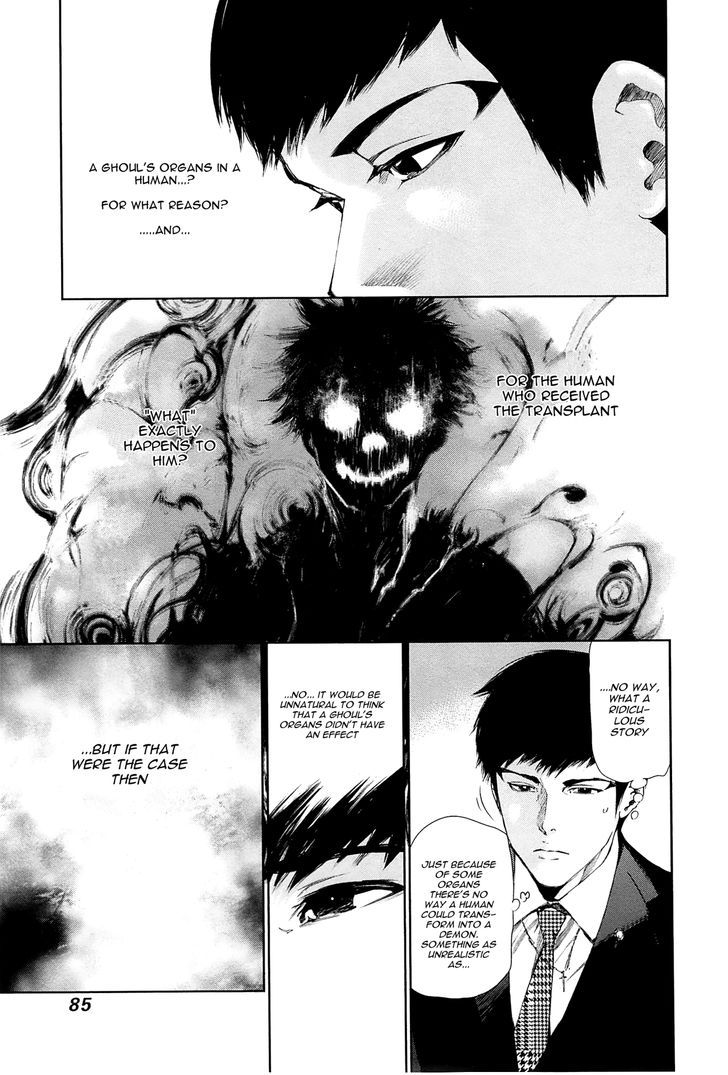 A GHOUL'S ORGANS IN A
HUMAN...?
FOR WHAT REASON?
.....AND...
FOR THE HUMAN
WHO RECEIVED
THE TRANSPLANT
"WHAT"
EXACTLY
HAPPENS TO
HIM?
....NO WAY,
WHAT A
RIDICU-
LOUS
STORY
JUST BECAUSE OF
SOME
ORGANS
THERE'S NO
WAY A HUMAN
COULD TRANS-
FORM INTO A
DEMON.
SOMETHING AS
UNREALISTIC
AS...
...NO... IT WOULD BE
UNNATURAL TO THINK
THAT A GHOUL'S
ORGANS DIDN'T HAVE
AN EFFECT
...BUT IF THAT
WERE THE CASE
THEN
85